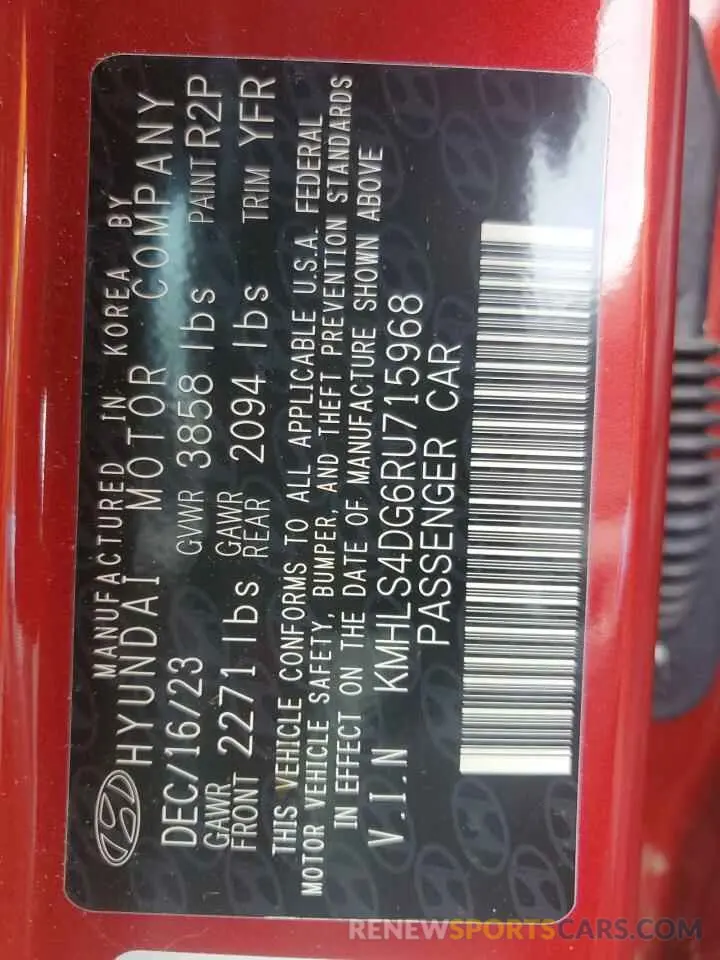 MANUFACTURED IN KOREA BY
HYUNDAI MOTOR COMPANY
DEC/16/23 GVWR 3858 lbs PAINT R2P
GAWR FRONT 2271 lbs GAWR REAR 2094 lbs TRIM YFR
THIS VEHICLE CONFORMS TO ALL APPLICABLE U.S.A. FEDERAL
MOTOR VEHICLE SAFETY, BUMPER, AND THEFT PREVENTION STANDARDS
IN EFFECT ON THE DATE OF MANUFACTURE SHOWN ABOVE
V.I.N KMHLS4DG6RU715968
PASSENGER CAR
RENEWSPORTSCARS.COM